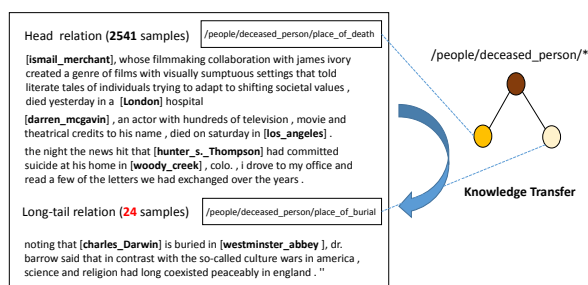 Head relation (2541 samples)
/people/deceased_person/place_of_death
[ismail_merchant], whose filmmaking collaboration with james ivory
created a genre of films with visually sumptuous settings that told
literate tales of individuals trying to adapt to shifting societal values ,
died yesterday in a [London] hospital
[darren_mcgavin] , an actor with hundreds of television , movie and
theatrical credits to his name , died on saturday in [los_angeles] .
the night the news hit that [hunter_s._Thompson] had committed
suicide at his home in [woody_creek] , colo. , i drove to my office and
read a few of the letters we had exchanged over the years .
Long-tail relation (24 samples)
/people/deceased_person/place_of_burial
noting that [charles_Darwin] is buried in [westminster_abbey ], dr.
barrow said that in contrast with the so-called culture wars in america ,
science and religion had long coexisted peaceably in england . ''
/people/deceased_person/*
Knowledge Transfer